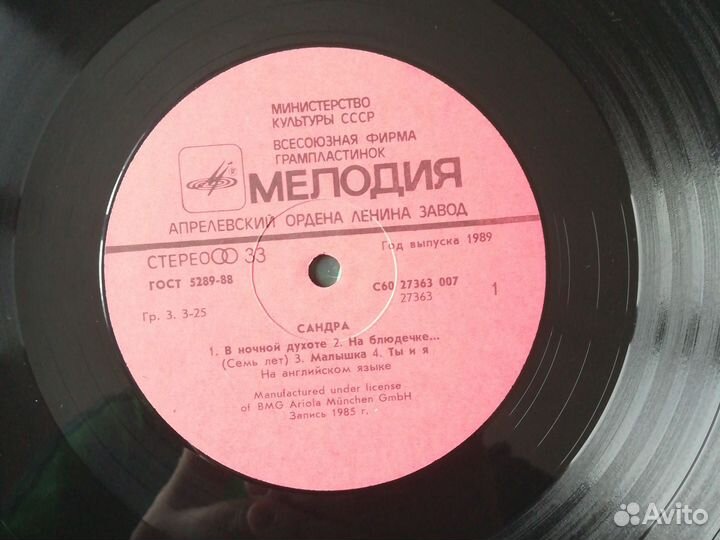 МИНИСТЕРСТВО
КУЛЬТУРЫ СССР
ВСЕСОЮЗНАЯ ФИРМА
ГРАМПЛАСТИНОК
МЕЛОДИЯ
АПРЕЛЕВСКИЙ ОРДЕНА ЛЕНИНА ЗАВОД
СТЕРЕО 33
Год выпуска 1989
ГОСТ 5289-88
С60 27363 007
27363
1
Гр. 3. 3-25
САНДРА
1. В ночной духоте 2. На блюдечке...
(Семь лет) 3. Малышка 4. Ты и я
На английском языке
Manufactured under license
of BMG Ariola München GmbH
Запись 1985 г.
Avito